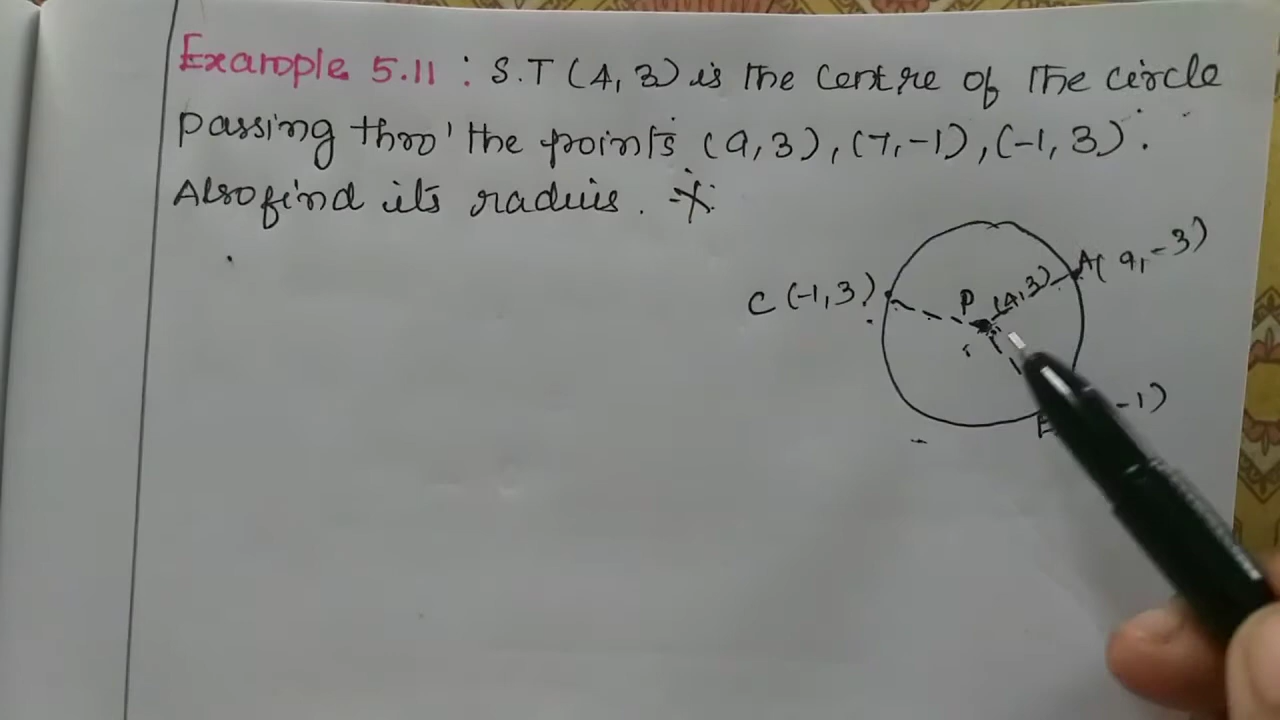 Example 5.11 : S.T (4, 3) is the centre of the circle
passing thro' the points (9, 3), (7, -1), (-1, 3).
Also find its radius.
C (-1, 3)
P (4, 3)
A (9, -3)
-1)